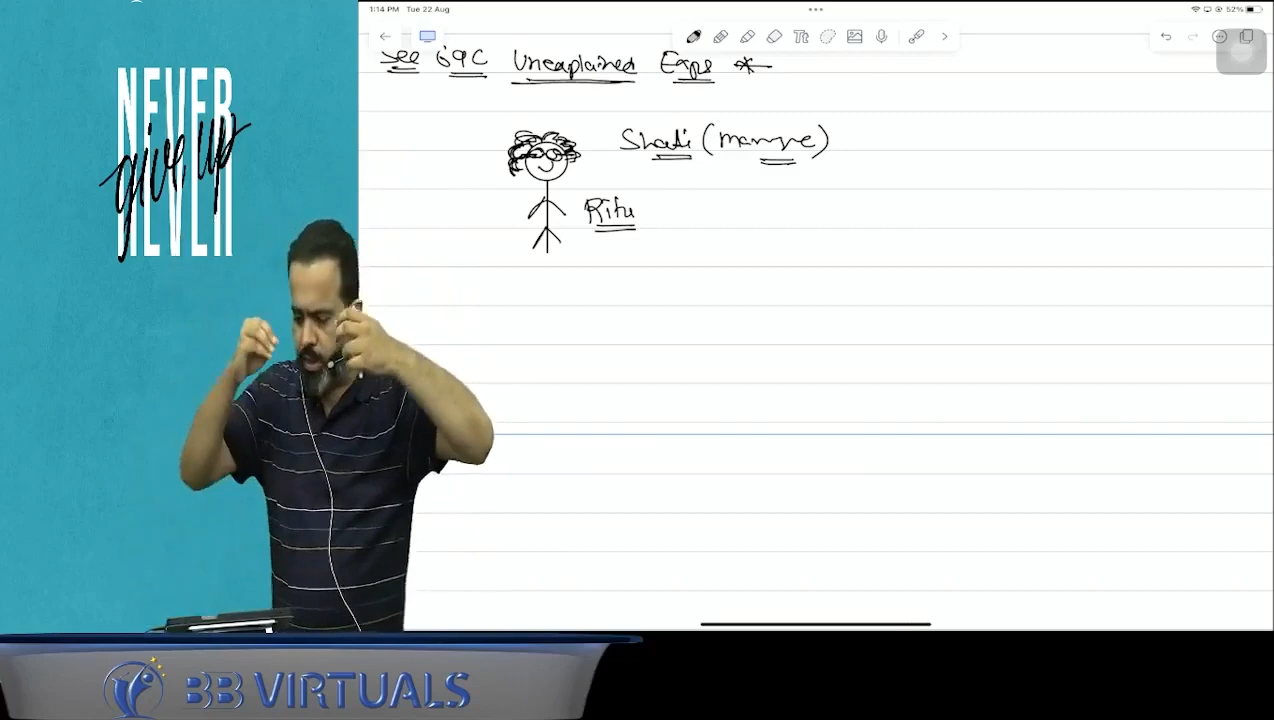 1:14 PM Tue 22 Aug
52%
See 69C Unexplained Exps *
NEVER
give up
NEVER
Shadi (marriage)
Ritu
BB VIRTUALS